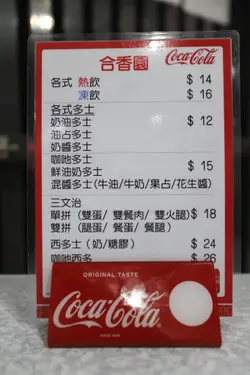 合香園
Coca-Cola
各式 熱飲 $ 14
凍飲 $ 16
各式多士
奶油多士 $ 12
油占多士
奶醬多士
咖吔多士
鮮油奶多士 $ 15
混醬多士(牛油/牛奶/果占/花生醬)
三文治
單拼 (雙蛋/ 雙餐肉/ 雙火腿) $ 18
雙拼 (腿蛋/ 餐蛋/ 餐腿)
西多士 (奶/糖膠) $ 24
咖吔西多 $ 26
ORIGINAL TASTE
Coca-Cola